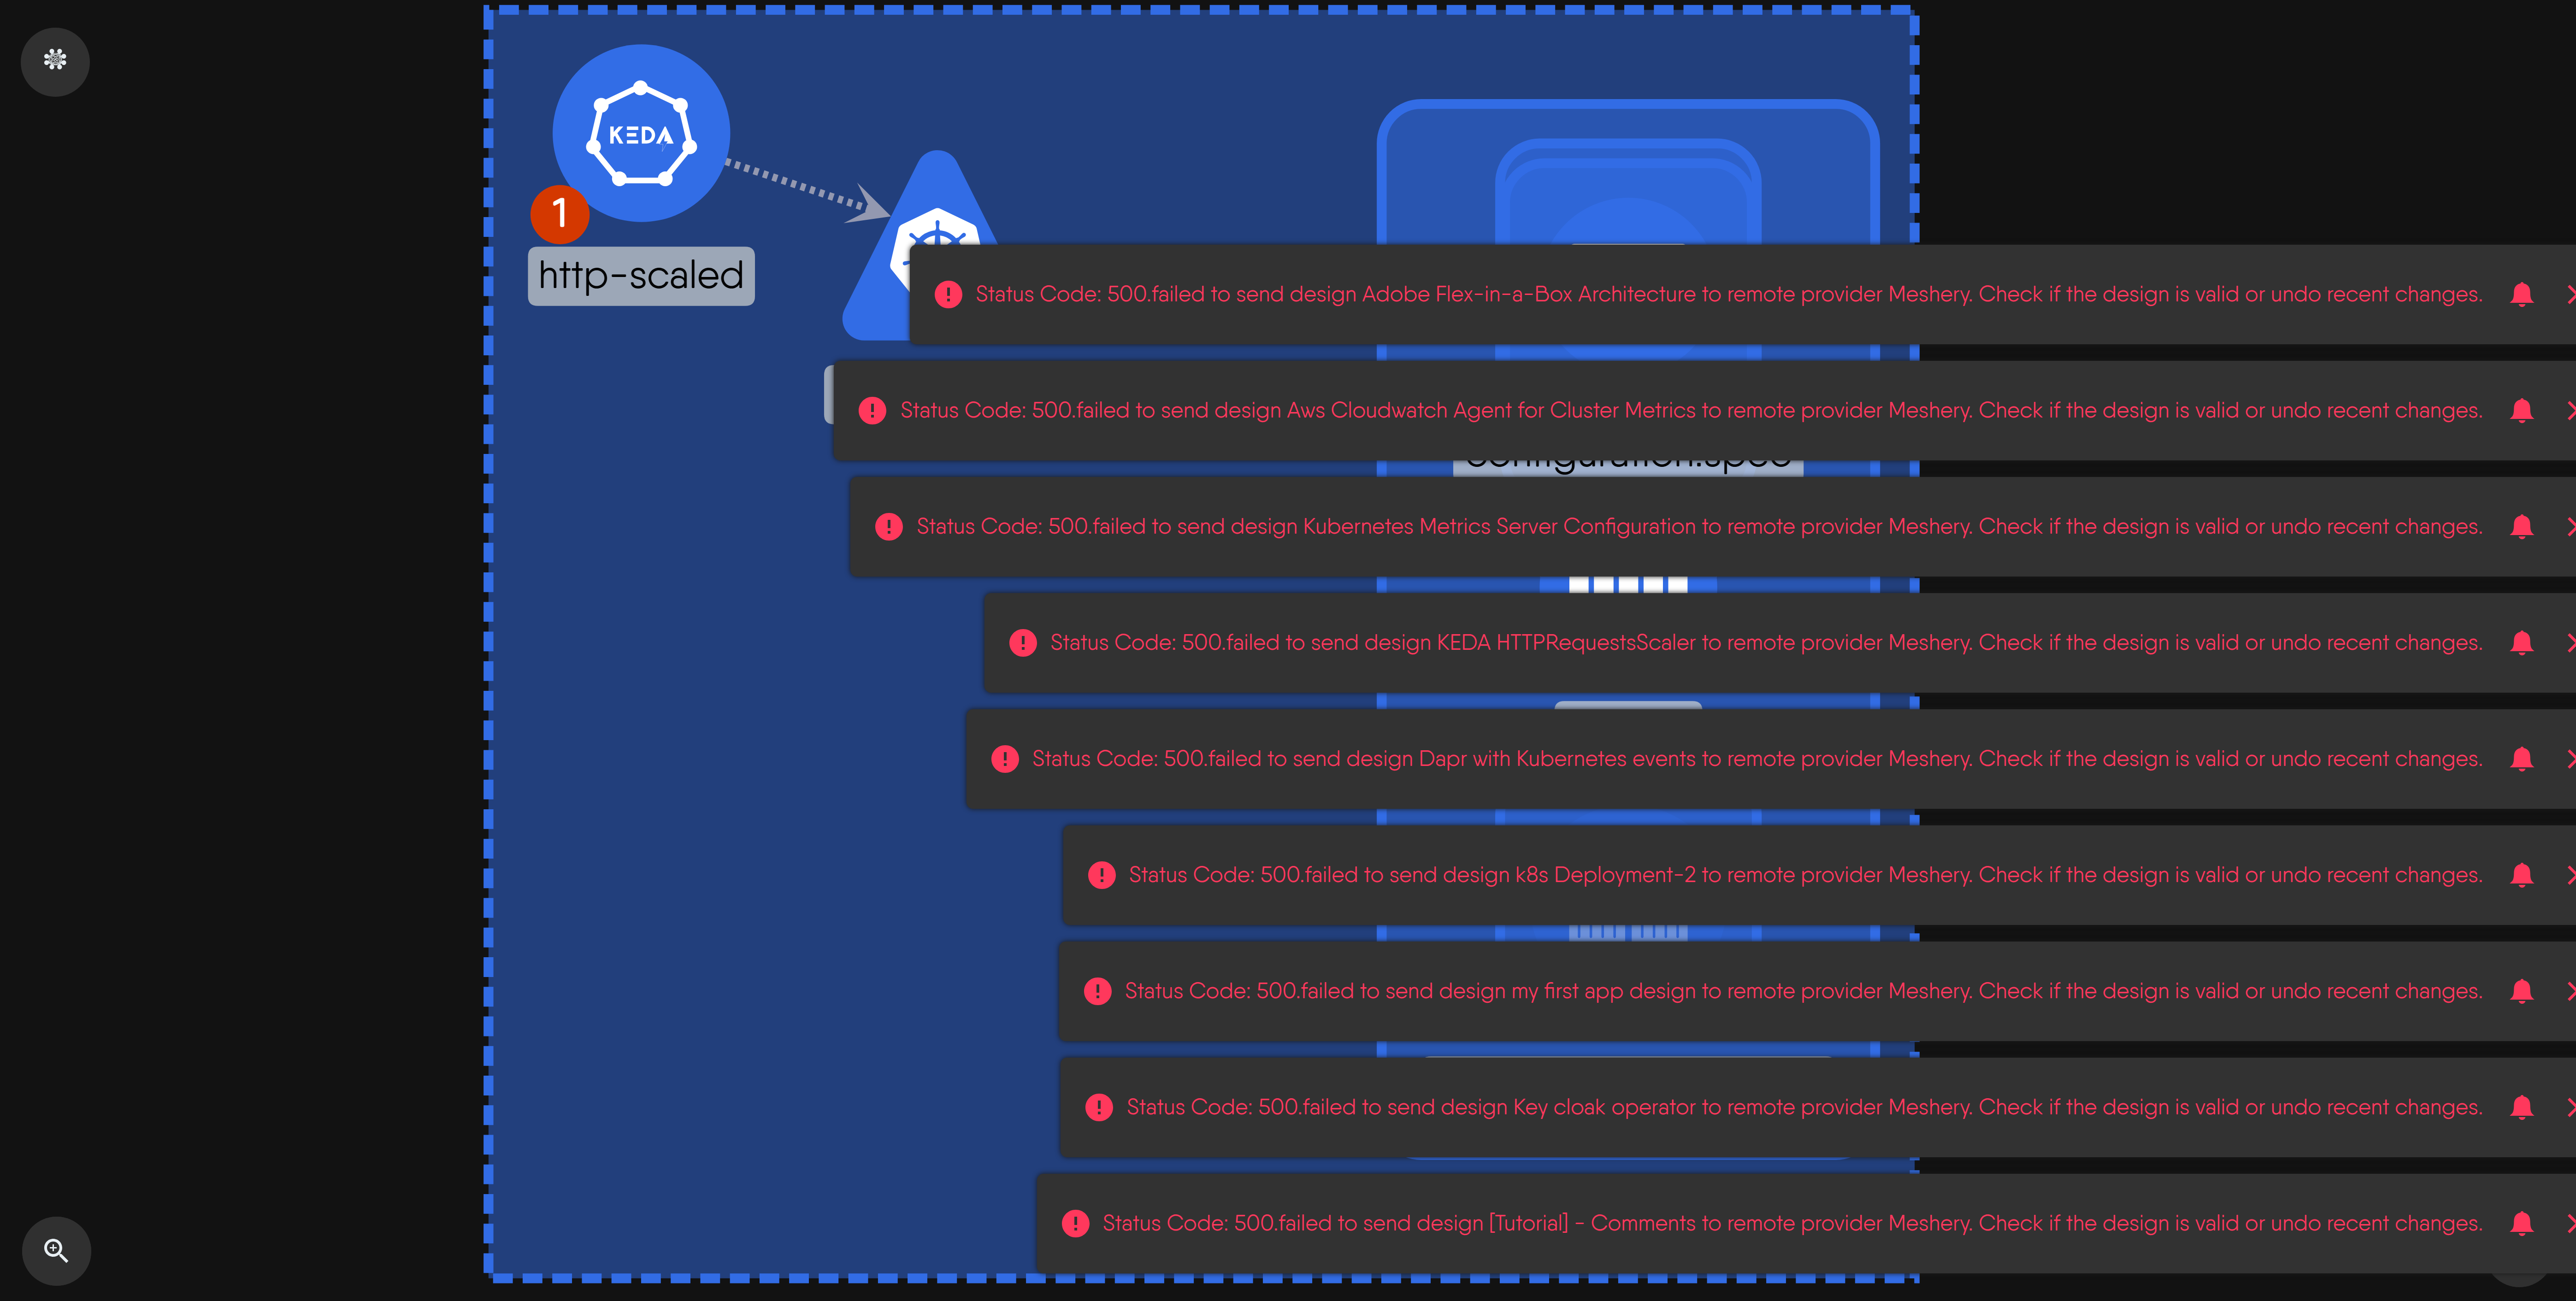 KEDA
1
http-scaled
Status Code: 500.failed to send design Adobe Flex-in-a-Box Architecture to remote provider Meshery. Check if the design is valid or undo recent changes.
Status Code: 500.failed to send design Aws Cloudwatch Agent for Cluster Metrics to remote provider Meshery. Check if the design is valid or undo recent changes.
configuration.spec
Status Code: 500.failed to send design Kubernetes Metrics Server Configuration to remote provider Meshery. Check if the design is valid or undo recent changes.
Status Code: 500.failed to send design KEDA HTTPRequestsScaler to remote provider Meshery. Check if the design is valid or undo recent changes.
Status Code: 500.failed to send design Dapr with Kubernetes events to remote provider Meshery. Check if the design is valid or undo recent changes.
Status Code: 500.failed to send design k8s Deployment-2 to remote provider Meshery. Check if the design is valid or undo recent changes.
Status Code: 500.failed to send design my first app design to remote provider Meshery. Check if the design is valid or undo recent changes.
Status Code: 500.failed to send design Key cloak operator to remote provider Meshery. Check if the design is valid or undo recent changes.
Status Code: 500.failed to send design [Tutorial] - Comments to remote provider Meshery. Check if the design is valid or undo recent changes.